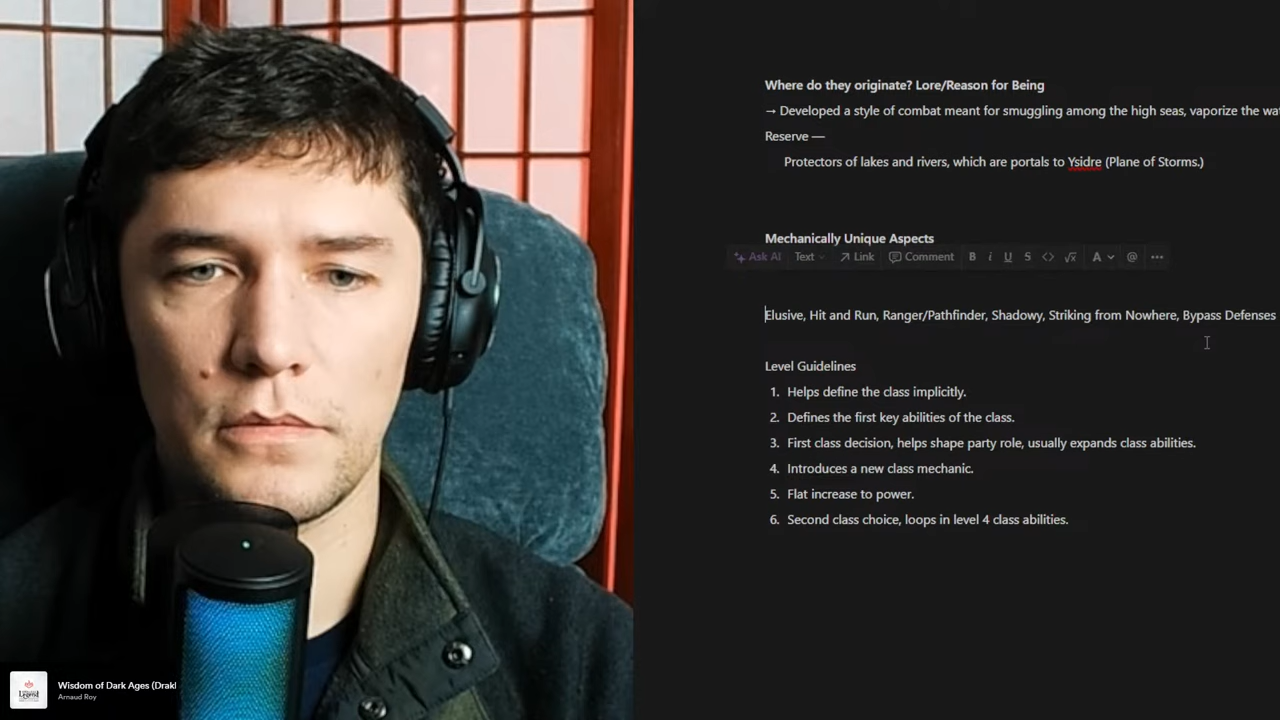 Where do they originate? Lore/Reason for Being
→ Developed a style of combat meant for smuggling among the high seas, vaporize the wa
Reserve —
Protectors of lakes and rivers, which are portals to Ysidre (Plane of Storms.)
Mechanically Unique Aspects
Ask AI Text Link Comment B i U S <> √x A @ •••
Elusive, Hit and Run, Ranger/Pathfinder, Shadowy, Striking from Nowhere, Bypass Defenses
Level Guidelines
1. Helps define the class implicitly.
2. Defines the first key abilities of the class.
3. First class decision, helps shape party role, usually expands class abilities.
4. Introduces a new class mechanic.
5. Flat increase to power.
6. Second class choice, loops in level 4 class abilities.
Legend
Wisdom of Dark Ages (Drak
Arnaud Roy